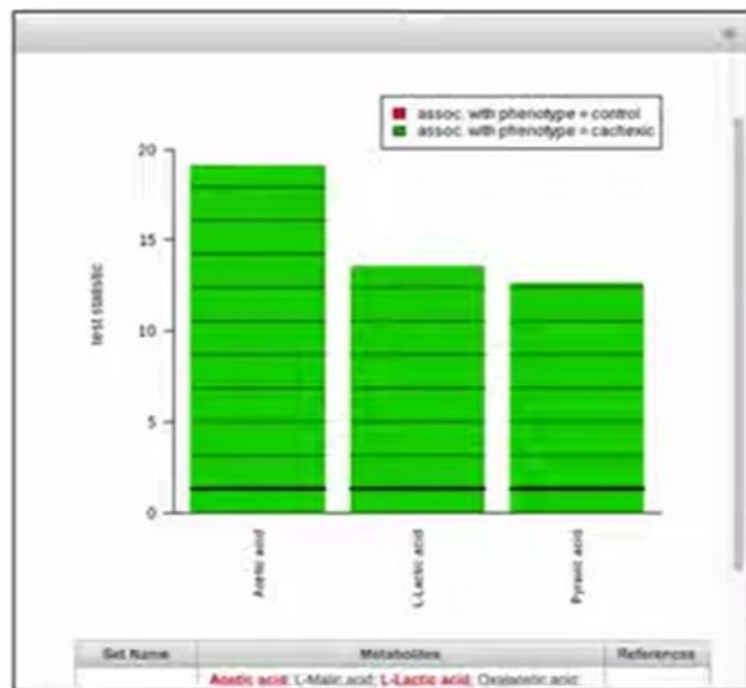 assoc. with phenotype = control
assoc. with phenotype = cachexic
20
15
10
5
0
test statistic
Acetic acid
L-Lactic acid
Pyruvic acid
Set Name Metabolites References
Acetic acid; L-Malic acid; L-Lactic acid; Oxalacetic acid;